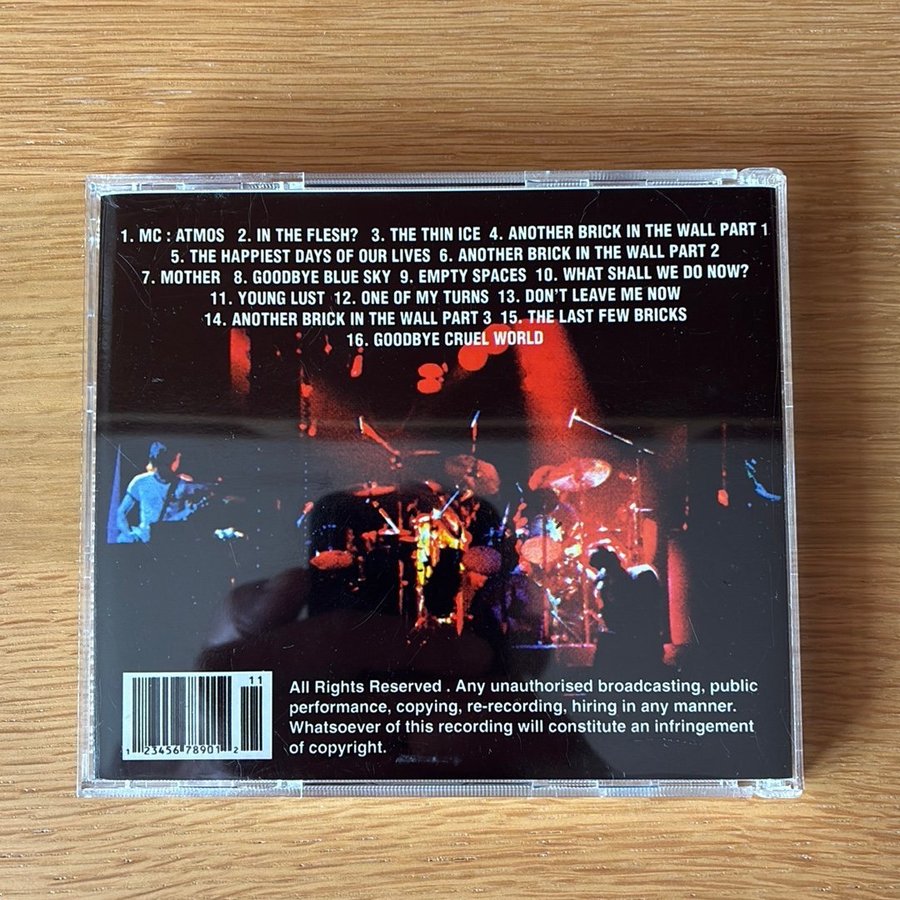 1. MC : ATMOS 2. IN THE FLESH? 3. THE THIN ICE 4. ANOTHER BRICK IN THE WALL PART 1
5. THE HAPPIEST DAYS OF OUR LIVES 6. ANOTHER BRICK IN THE WALL PART 2
7. MOTHER 8. GOODBYE BLUE SKY 9. EMPTY SPACES 10. WHAT SHALL WE DO NOW?
11. YOUNG LUST 12. ONE OF MY TURNS 13. DON'T LEAVE ME NOW
14. ANOTHER BRICK IN THE WALL PART 3 15. THE LAST FEW BRICKS
16. GOODBYE CRUEL WORLD
11
1 23456 78901 2
All Rights Reserved . Any unauthorised broadcasting, public
performance, copying, re-recording, hiring in any manner.
Whatsoever of this recording will constitute an infringement
of copyright.